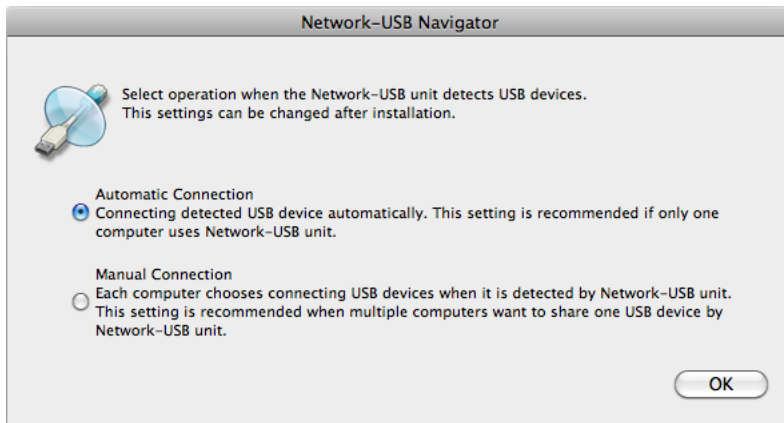 Network-USB Navigator
Select operation when the Network-USB unit detects USB devices.
This settings can be changed after installation.
Automatic Connection
Connecting detected USB device automatically. This setting is recommended if only one
computer uses Network-USB unit.
Manual Connection
Each computer chooses connecting USB devices when it is detected by Network-USB unit.
This setting is recommended when multiple computers want to share one USB device by
Network-USB unit.
OK